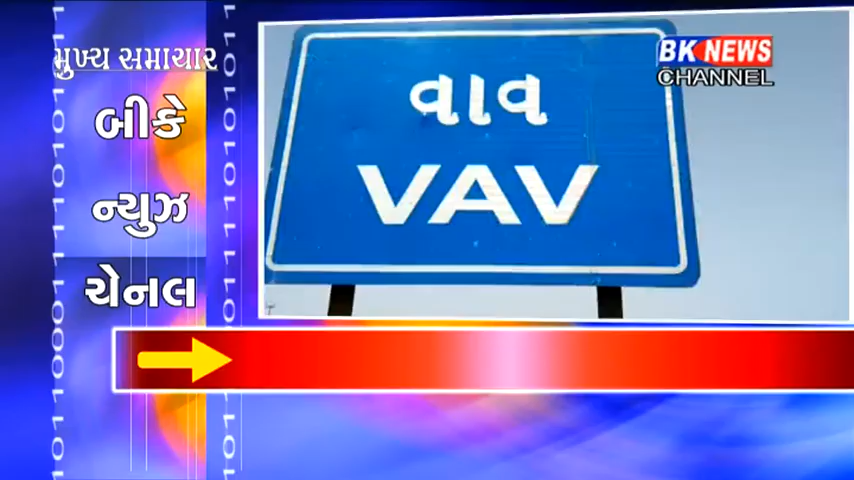 મુખ્ય સમાચાર
બીકે
ન્યુઝ
ચેનલ
વાવ
VAV
BK NEWS
CHANNEL